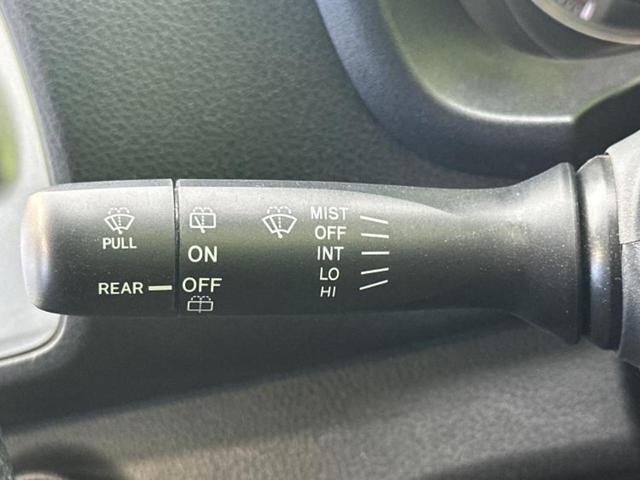 PULL
REAR
ON
OFF
MIST
OFF
INT
LO
HI